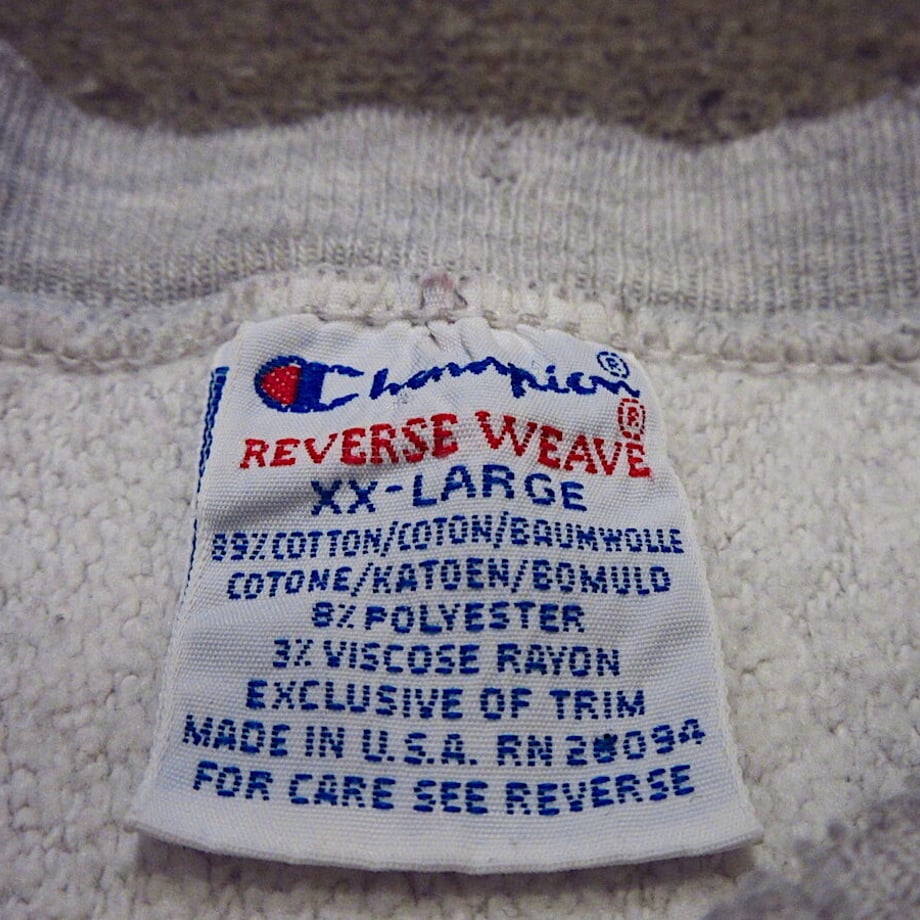 Champion®
REVERSE WEAVE®
XX-LARGE
89%COTTON/COTON/BAUMWOLLE
COTONE/KATOEN/BOMULD
8% POLYESTER
3% VISCOSE RAYON
EXCLUSIVE OF TRIM
MADE IN U.S.A. RN 26094
FOR CARE SEE REVERSE